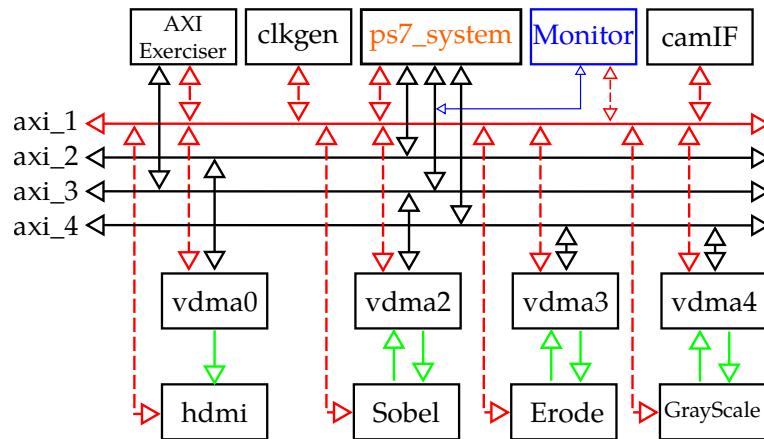 AXI
Exerciser
clkgen
ps7_system
Monitor
camIF
axi_1
axi_2
axi_3
axi_4
vdma0
vdma2
vdma3
vdma4
hdmi
Sobel
Erode
GrayScale